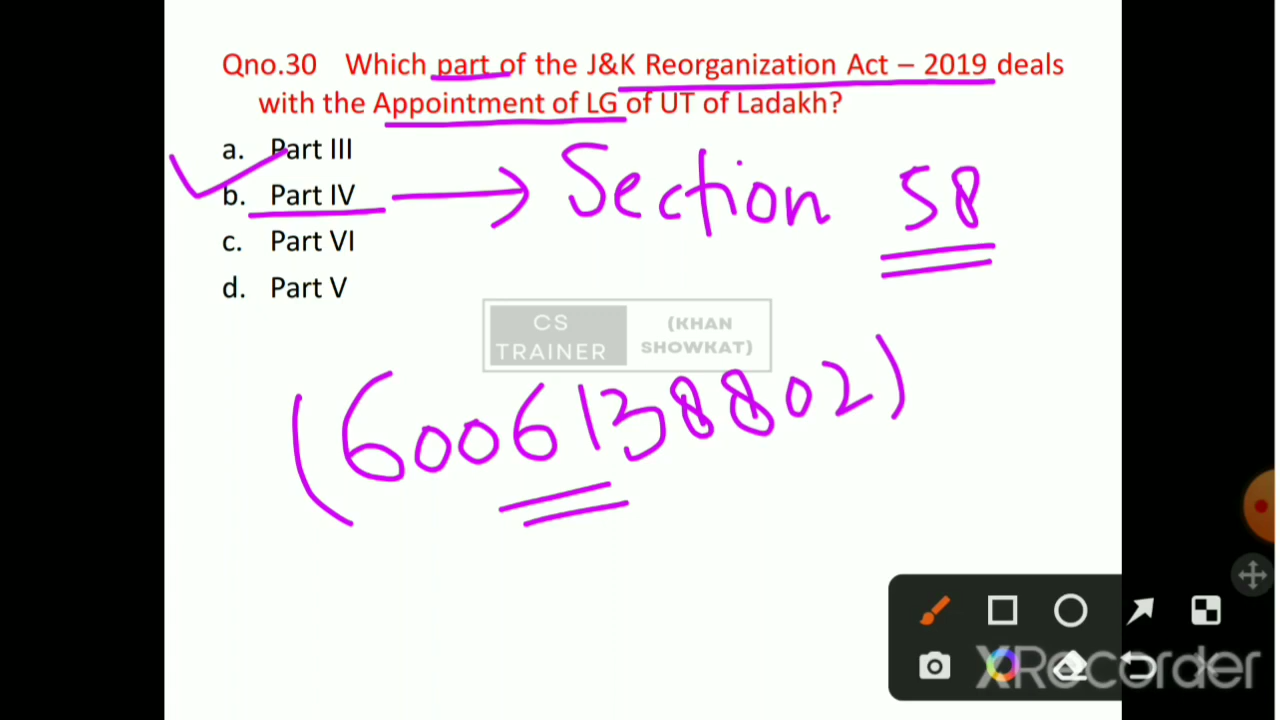 Qno.30 Which part of the J&K Reorganization Act – 2019 deals
with the Appointment of LG of UT of Ladakh?
a. Part III
b. Part IV → Section 58
c. Part VI
d. Part V
CS TRAINER (KHAN SHOWKAT)
(6006138802)
XRecorder